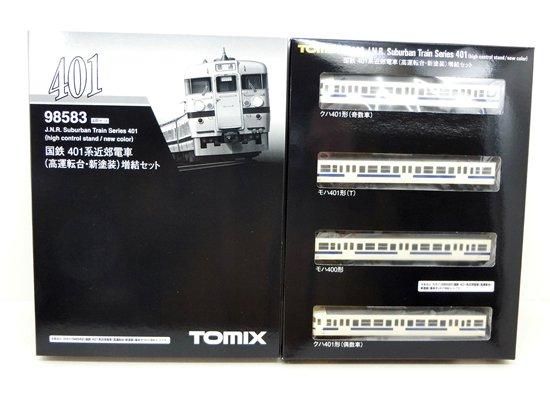 401
98583
J.N.R. Suburban Train Series 401
(high control stand / new color)
国鉄 401系近郊電車
(高運転台・新塗装)増結セット
TOMIX
TOMIX
J.N.R. Suburban Train Series 401 (high control stand/new color)
国鉄 401系近郊電車(高運転台・新塗装)増結セット
クハ401形(奇数車)
モハ401形(T)
モハ400形
クハ401形(偶数車)